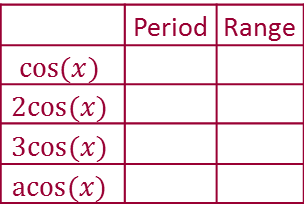 Period Range
cos(x)
2cos(x)
3cos(x)
acos(x)